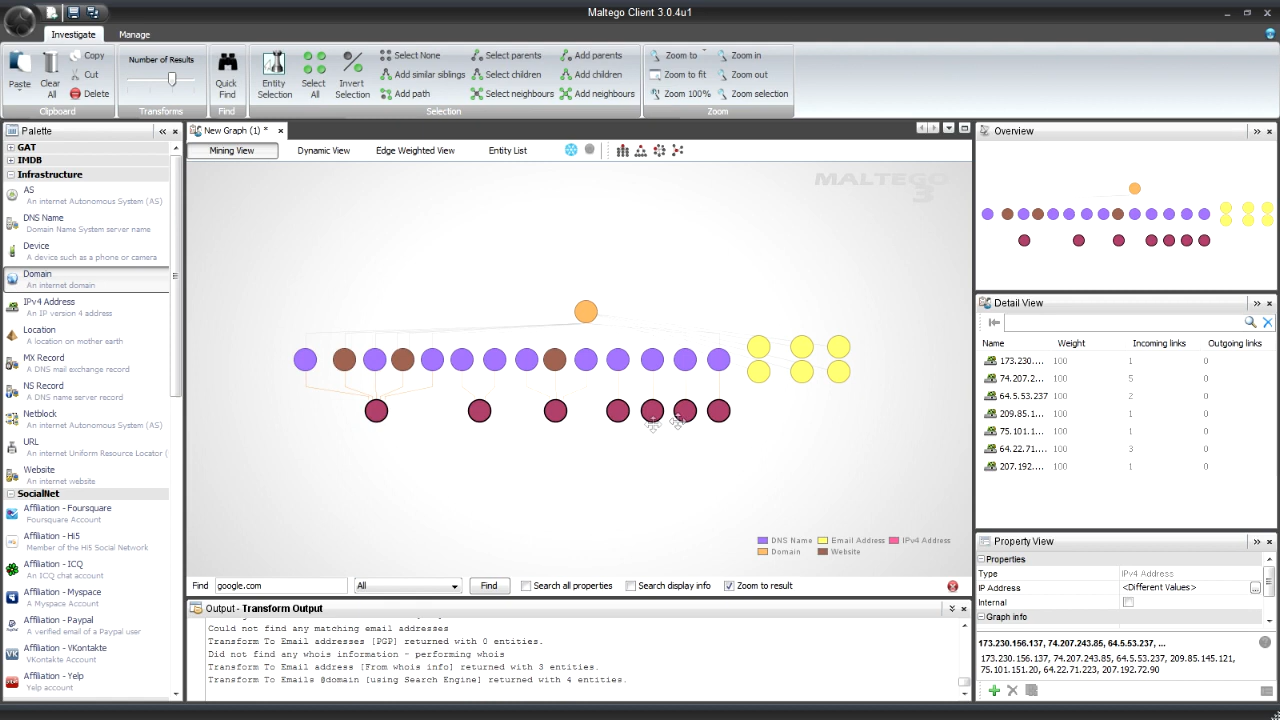 Maltego Client 3.0.4u1
Investigate
Manage
Paste
Clear All
Copy
Cut
Delete
Clipboard
Number of Results
Transforms
Quick Find
Find
Entity Selection
Select All
Invert Selection
Select None
Add similar siblings
Add path
Select parents
Select children
Select neighbours
Add parents
Add children
Add neighbours
Selection
Zoom to
Zoom to fit
Zoom 100%
Zoom in
Zoom out
Zoom selection
Zoom
Palette
GAT
IMDB
Infrastructure
AS
An internet Autonomous System (AS)
DNS Name
Domain Name System server name
Device
A device such as a phone or camera
Domain
An internet domain
IPv4 Address
An IP version 4 address
Location
A location on mother earth
MX Record
A DNS mail exchange record
NS Record
A DNS name server record
Netblock
An internet Autonomous System (AS)
URL
An internet Uniform Resource Locator (
Website
An internet website
SocialNet
Affiliation - Foursquare
Foursquare Account
Affiliation - Hi5
Member of the Hi5 Social Network
Affiliation - ICQ
An ICQ chat account
Affiliation - Myspace
A Myspace Account
Affiliation - Paypal
A verified email of a Paypal user
Affiliation - VKontakte
VKontakte Account
Affiliation - Yelp
Yelp account
New Graph (1) *
Mining View
Dynamic View
Edge Weighted View
Entity List
MALTEGO
3
DNS Name
Email Address
IPv4 Address
Domain
Website
Find
google.com
All
Find
Search all properties
Search display info
Zoom to result
Output - Transform Output
Could not find any matching email addresses
Transform To Email addresses [PGP] returned with 0 entities.
Did not find any whois information - performing whois
Transform To Email address [From whois info] returned with 3 entities.
Transform To Emails @domain [using Search Engine] returned with 4 entities.
Overview
Detail View
Name Weight Incoming links Outgoing links
173.230.... 100 1 0
74.207.2... 100 5 0
64.5.53.237 100 2 0
209.85.1... 100 1 0
75.101.1... 100 1 0
64.22.71.... 100 3 0
207.192.... 100 1 0
Property View
Properties
Type IPv4 Address
IP Address <Different Values>
Internal
Graph info
173.230.156.137, 74.207.243.85, 64.5.53.237, ...
173.230.156.137, 74.207.243.85, 64.5.53.237, 209.85.145.121,
75.101.151.20, 64.22.71.223, 207.192.72.90